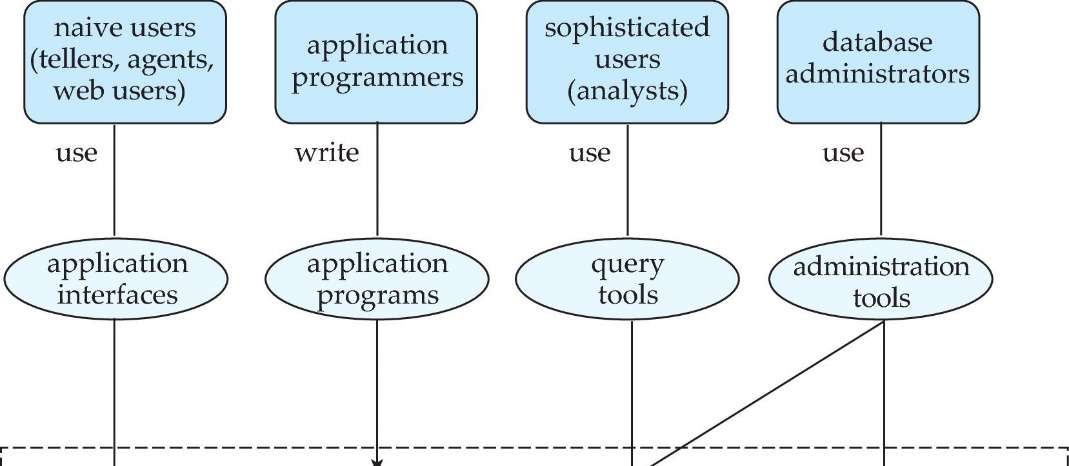 naive users
(tellers, agents,
web users)
application
programmers
sophisticated
users
(analysts)
database
administrators
use
write
use
use
application
interfaces
application
programs
query
tools
administration
tools